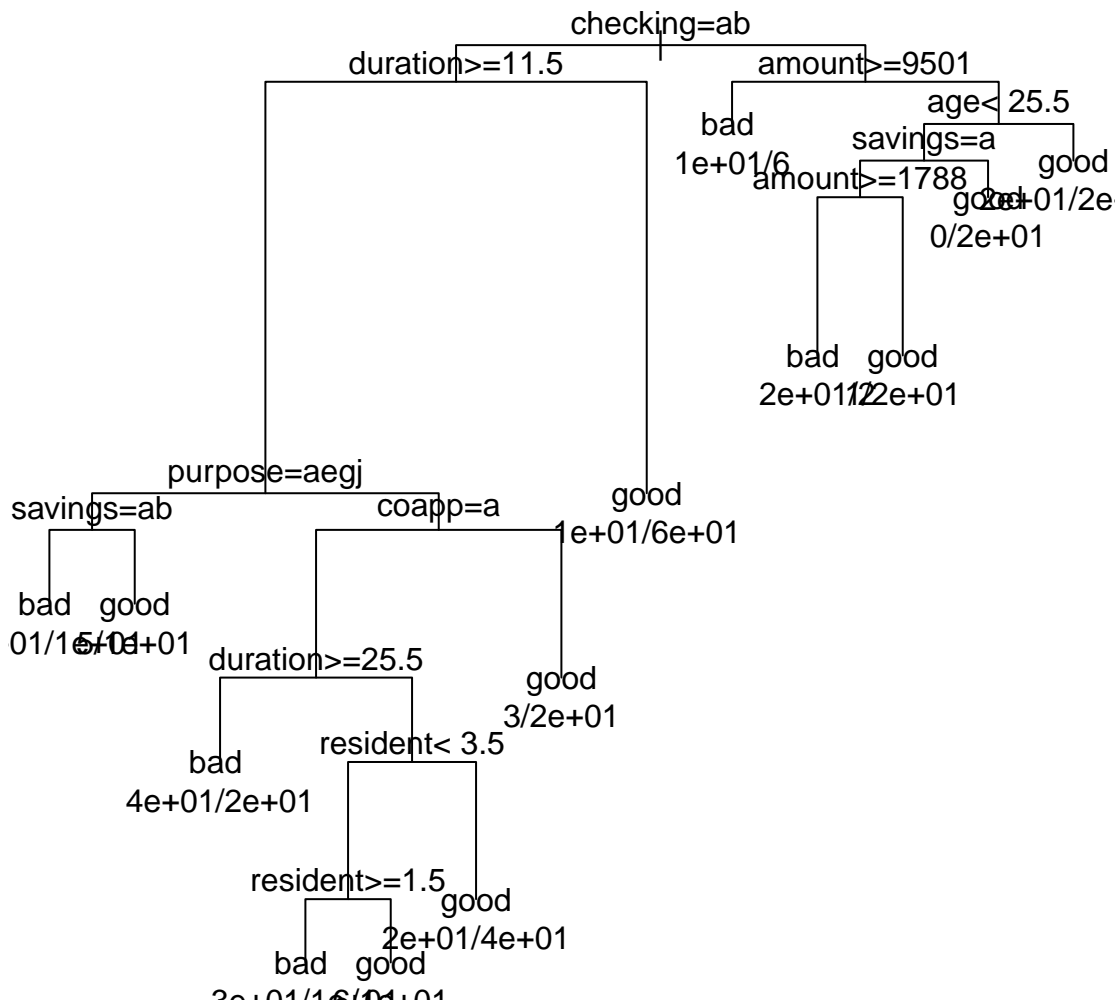 checking=ab
duration>=11.5
amount>=9501
age< 25.5
bad
1e+01/6
savings=a
good
amount>=1788
good
0/2e+01
bad
good
purpose=aegj
savings=ab
coapp=a
good
1e+01/6e+01
bad
good
duration>=25.5
good
3/2e+01
resident< 3.5
bad
4e+01/2e+01
resident>=1.5
good
2e+01/4e+01
bad
good